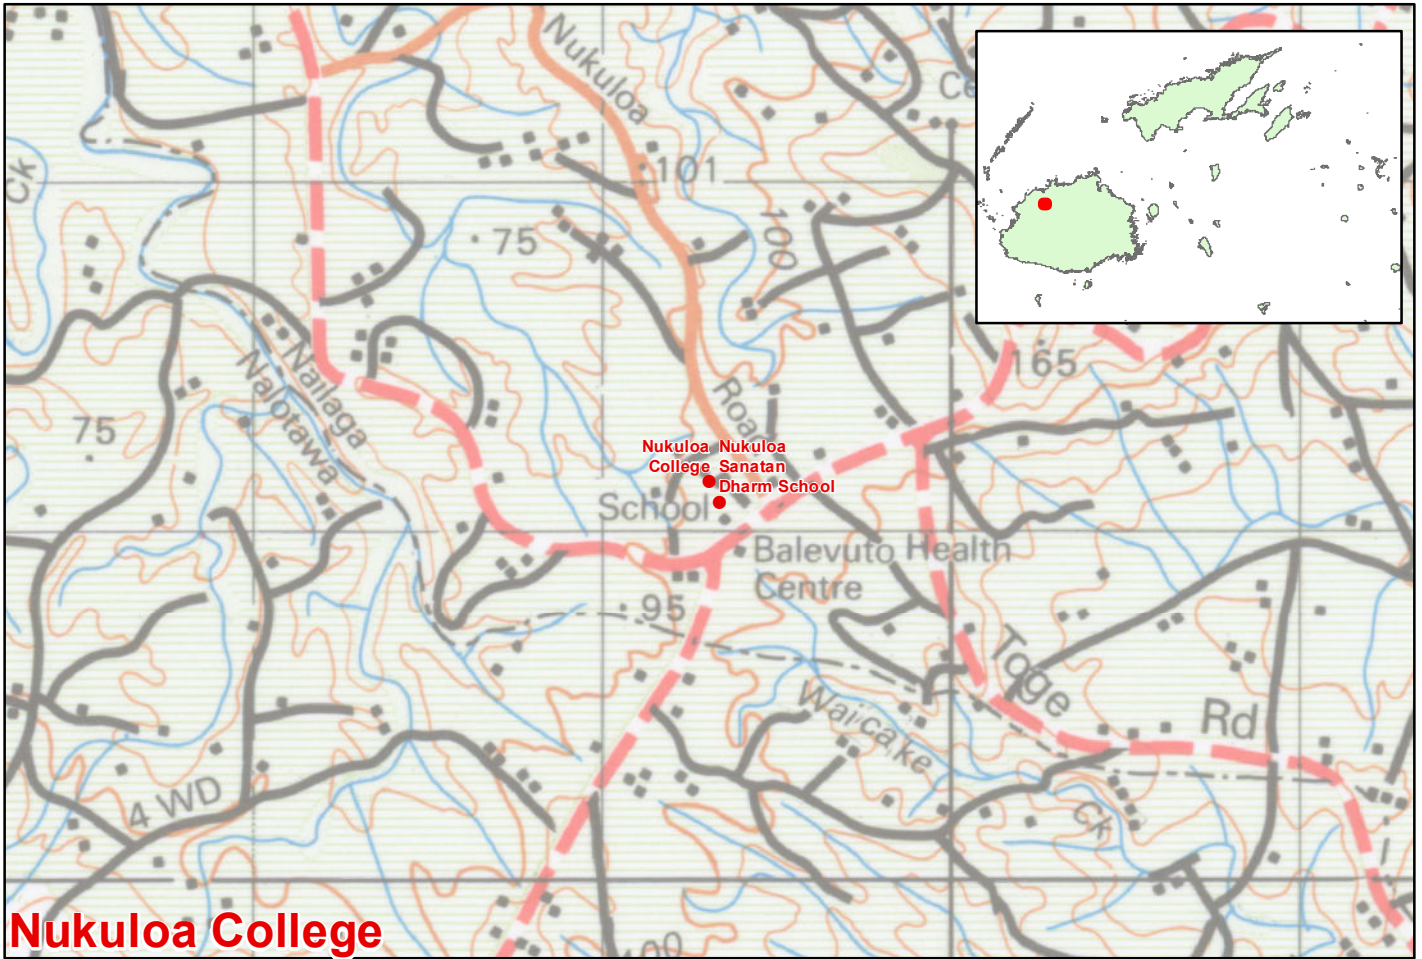 Nukuloa
Ce
101
Ck
75
100
165
Nailaga
Nalotawa
Road
75
Nukuloa
College
Nukuloa
Sanatan
Dharm School
School
Balevuto Health
Centre
95
Toge
Rd
Waicake
Ck
4 WD
Nukuloa College